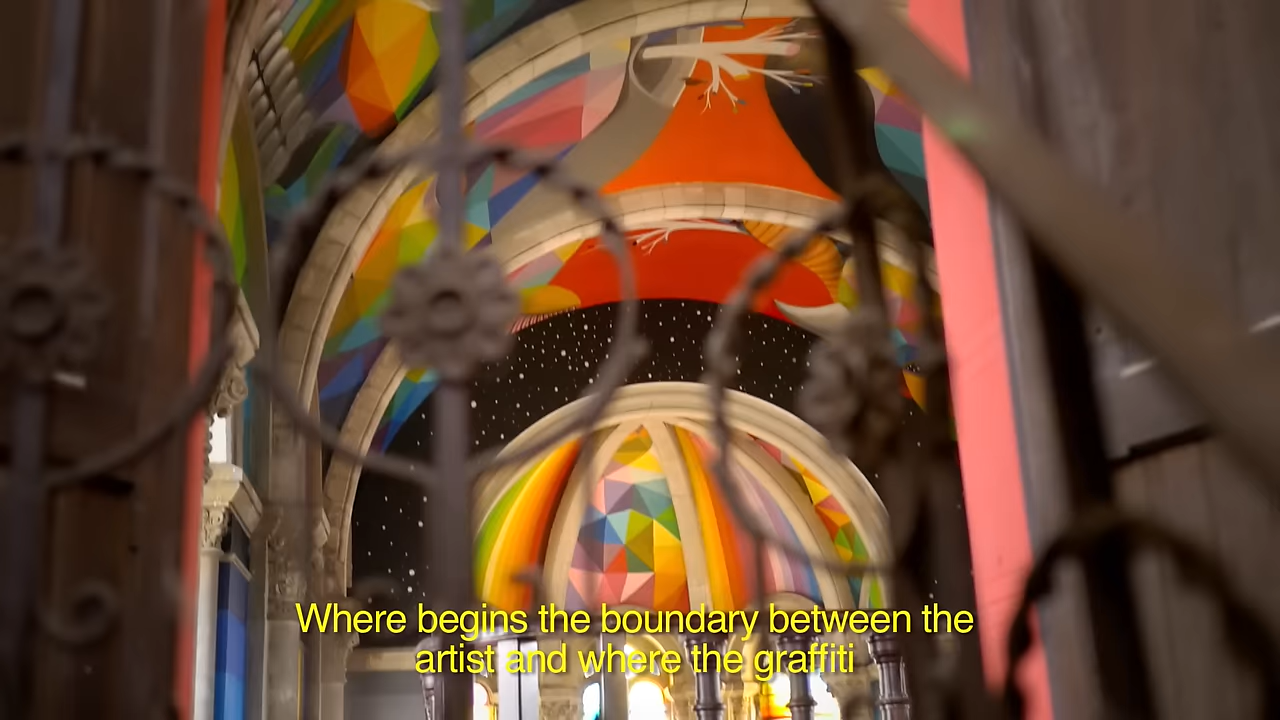 Where begins the boundary between the
artist and where the graffiti